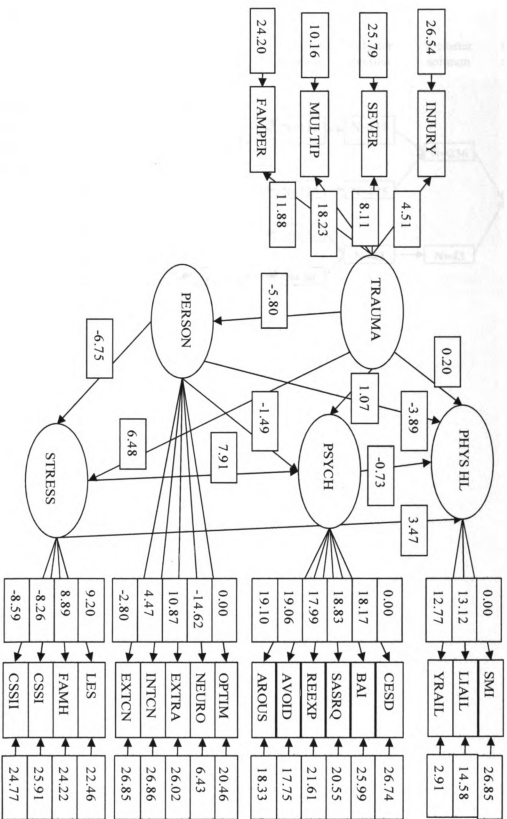 0.00 SMI 26.85
PHYS HL 13.12 LIAIL 14.58
12.77 YRAIL 2.91
0.20
-3.89
26.54 INJURY 4.51
25.79 SEVER 8.11
10.16 MULTIP 18.23
24.20 FAMPER 11.88
TRAUMA
1.07
-0.73
3.47
PSYCH
0.00 CESD 26.74
18.17 BAI 25.99
18.83 SASRQ 20.55
17.99 REEXP 21.61
19.06 AVOID 17.75
19.10 AROUS 18.33
-5.80
-1.49
7.91
6.48
PERSON
0.00 OPTIM 20.46
-14.62 NEURO 6.43
10.87 EXTRA 26.02
4.47 INTCN 26.86
-2.80 EXTCN 26.85
-6.75
STRESS
9.20 LES 22.46
8.89 FAMH 24.22
-8.26 CSSI 25.91
-8.59 CSSII 24.77